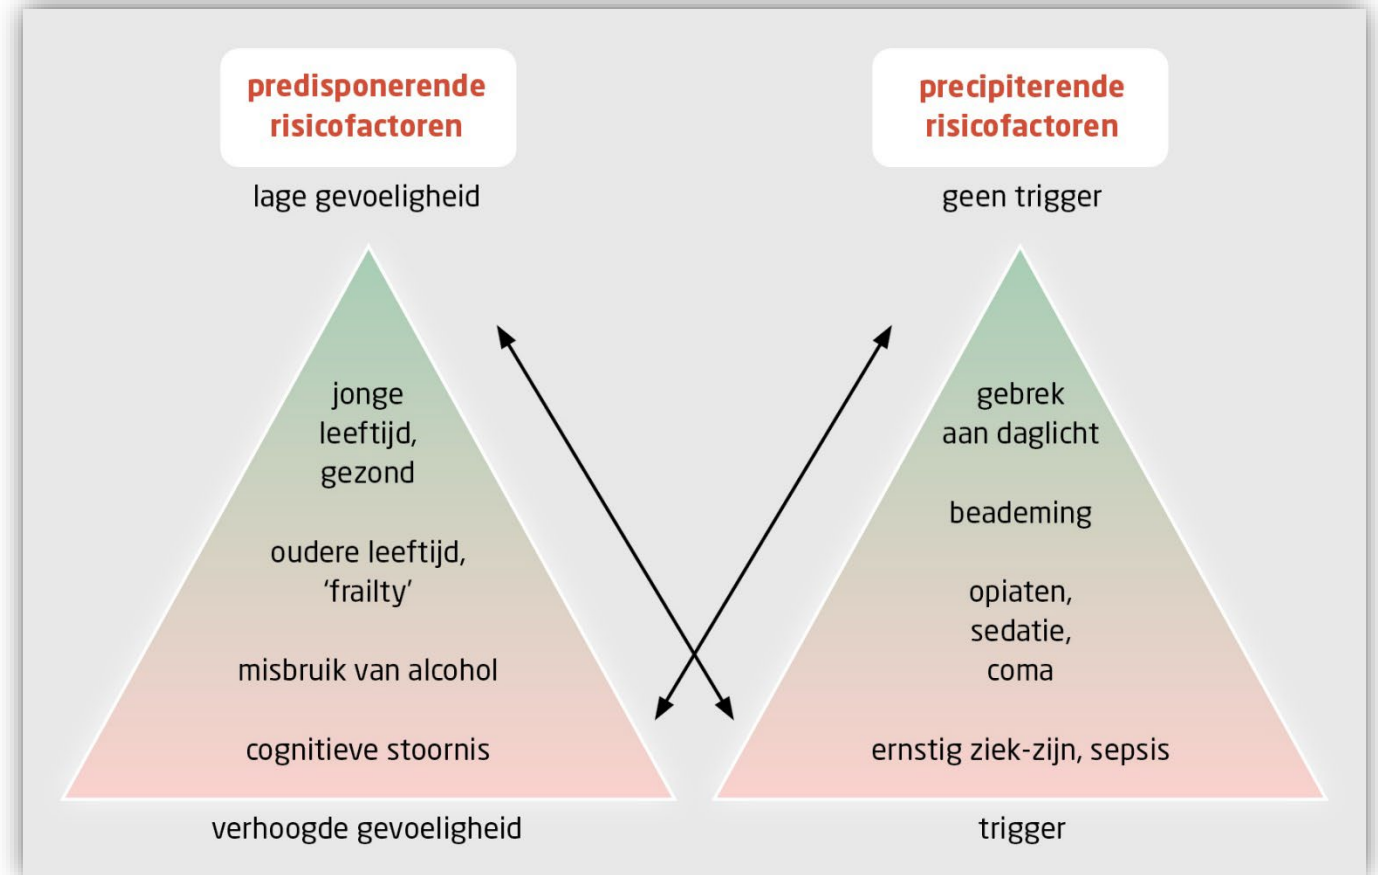 predisponerende
risicofactoren
lage gevoeligheid
jonge
leeftijd,
gezond
oudere leeftijd,
‘frailty’
misbruik van alcohol
cognitieve stoornis
verhoogde gevoeligheid
precipiterende
risicofactoren
geen trigger
gebrek
aan daglicht
beademing
opiaten,
sedatie,
coma
ernstig ziek-zijn, sepsis
trigger